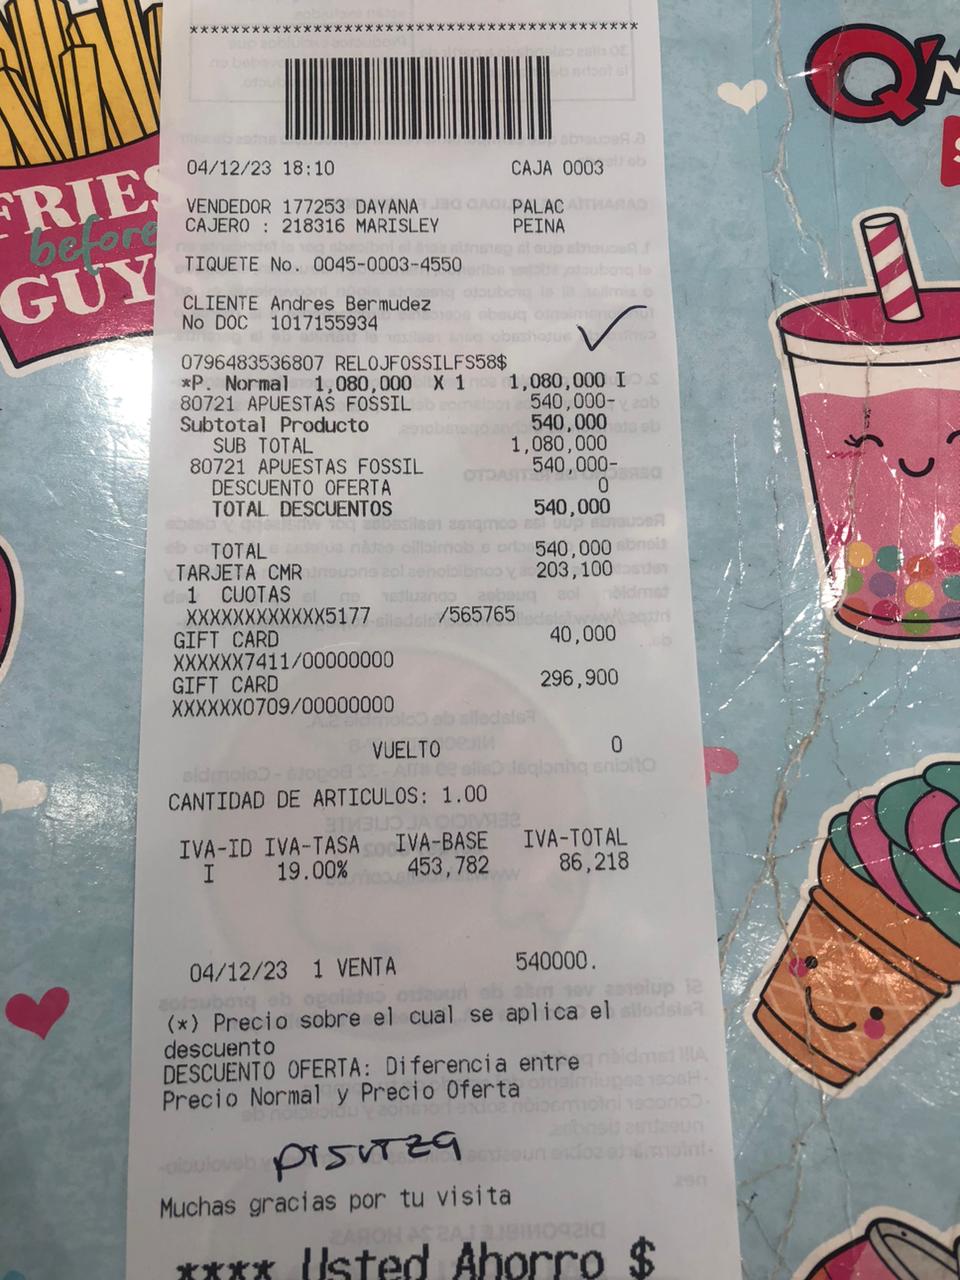 FRIES
before
GUY
Q'
************************************************
04/12/23 18:10 CAJA 0003
VENDEDOR 177253 DAYANA PALAC
CAJERO : 218316 MARISLEY PEINA
TIQUETE No. 0045-0003-4550
CLIENTE Andres Bermudez
No DOC 1017155934
0796483536807 RELOJFOSSILFS58$
*P. Normal 1,080,000 X 1 1,080,000 I
80721 APUESTAS FOSSIL 540,000-
Subtotal Producto 540,000
SUB TOTAL 1,080,000
80721 APUESTAS FOSSIL 540,000-
DESCUENTO OFERTA 0
TOTAL DESCUENTOS 540,000
TOTAL 540,000
TARJETA CMR 203,100
1 CUOTAS
XXXXXXXXXXXX5177 /565765
GIFT CARD 40,000
XXXXXX7411/00000000
GIFT CARD 296,900
XXXXXX0709/00000000
VUELTO 0
CANTIDAD DE ARTICULOS: 1.00
IVA-ID IVA-TASA IVA-BASE IVA-TOTAL
I 19.00% 453,782 86,218
04/12/23 1 VENTA 540000.
(*) Precio sobre el cual se aplica el
descuento
DESCUENTO OFERTA: Diferencia entre
Precio Normal y Precio Oferta
Muchas gracias por tu visita
**** Usted Ahorro $